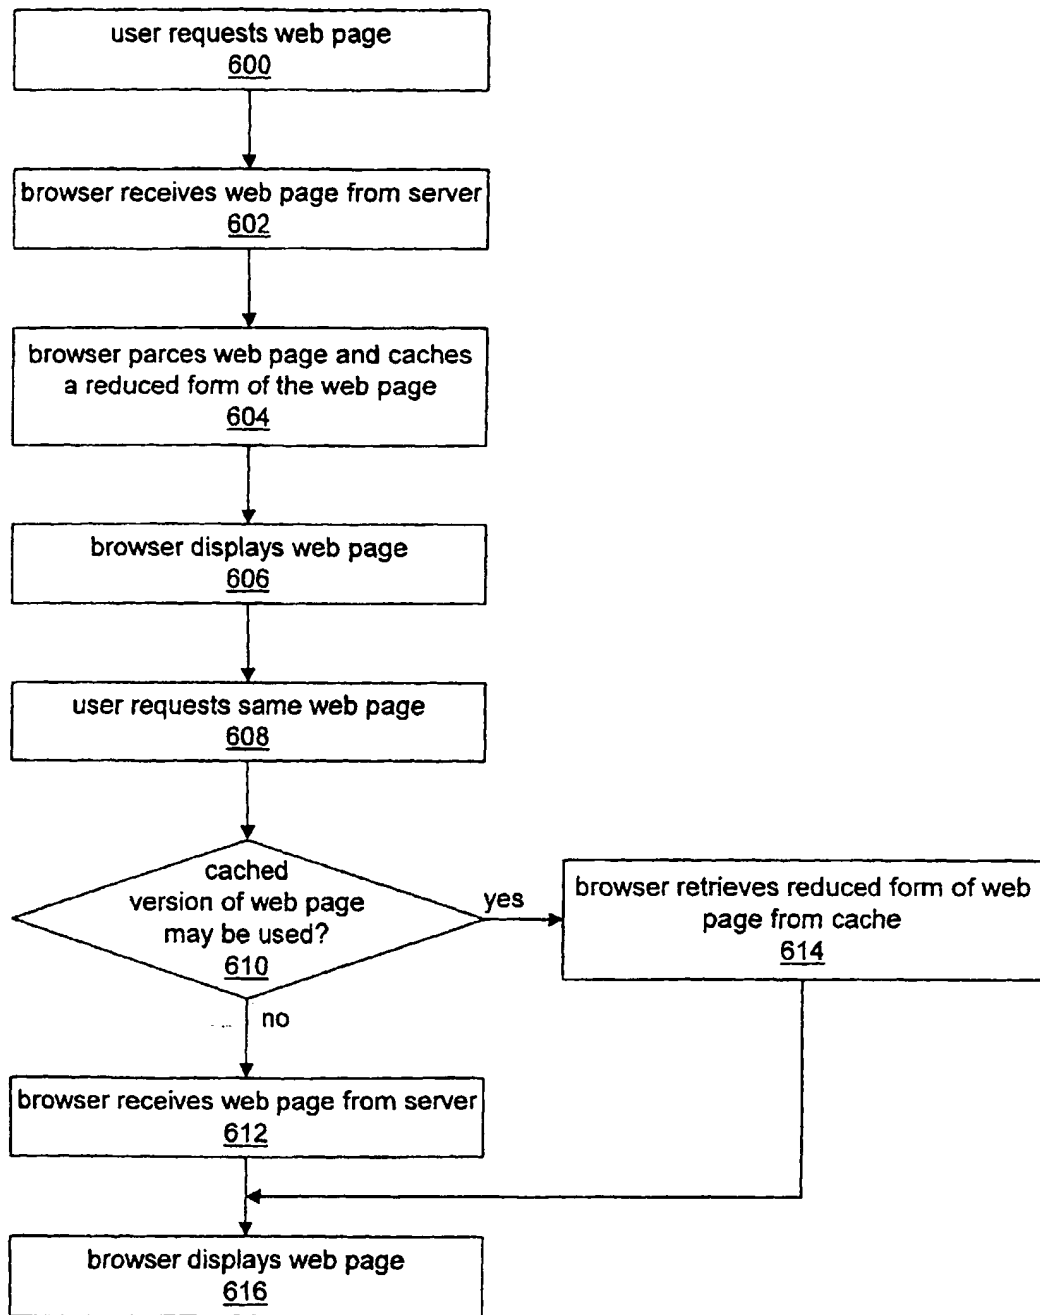 user requests web page
600
browser receives web page from server
602
browser parces web page and caches
a reduced form of the web page
604
browser displays web page
606
user requests same web page
608
cached
version of web page
may be used?
610
yes
browser retrieves reduced form of web
page from cache
614
no
browser receives web page from server
612
browser displays web page
616